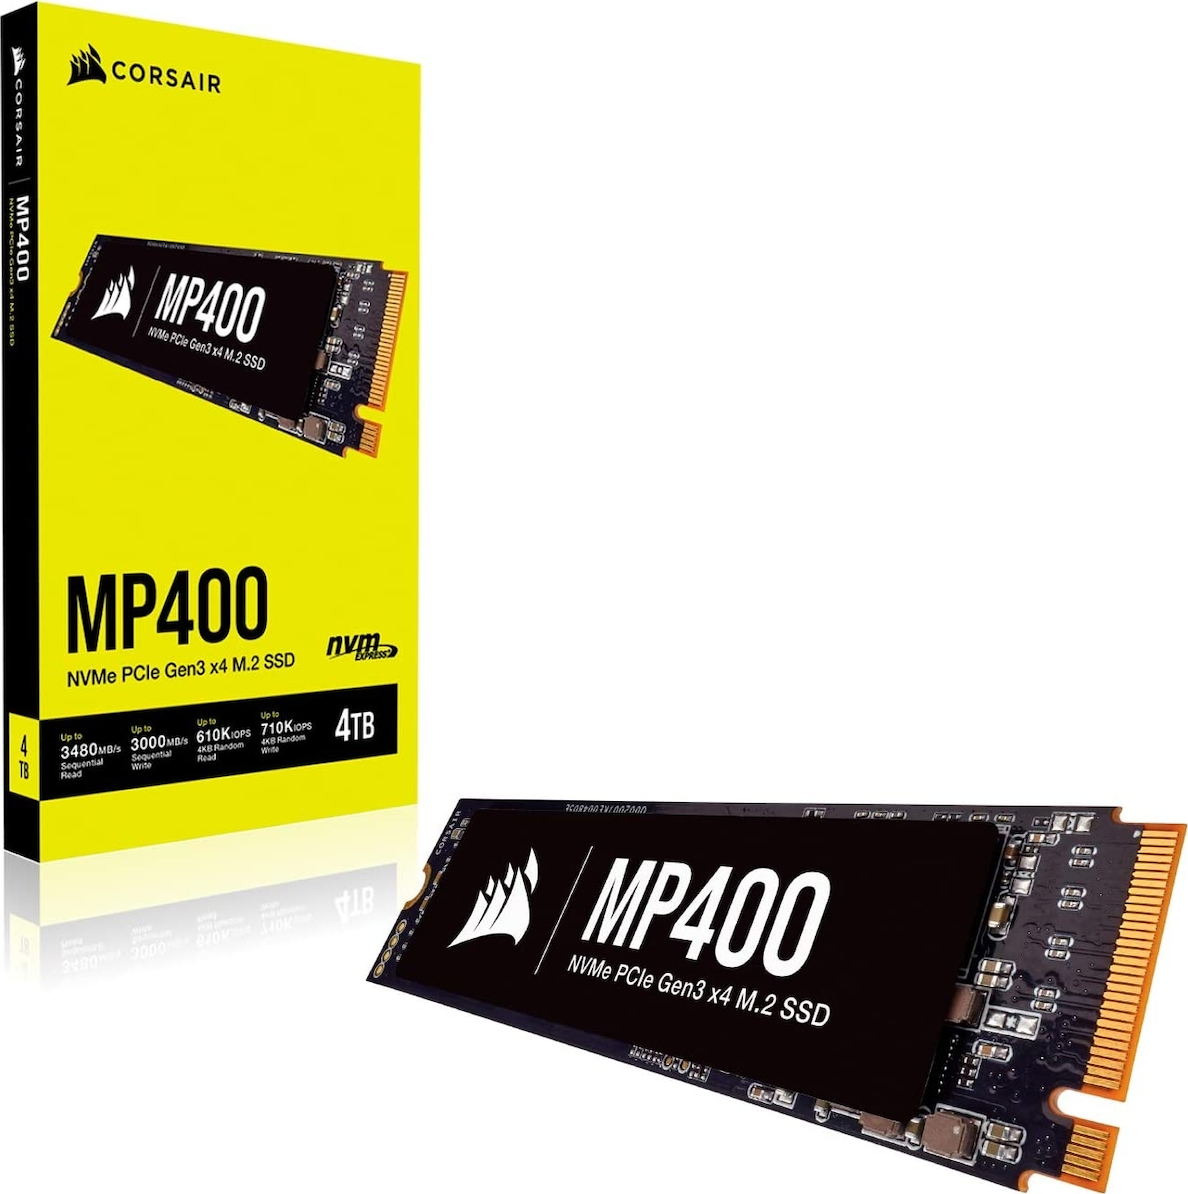 CORSAIR
MP400
NVMe PCIe Gen3 x4 M.2 SSD
4
TB
CORSAIR
MP400
NVMe PCIe Gen3 x4 M.2 SSD
MP400
NVMe PCIe Gen3 x4 M.2 SSD
nvm
EXPRESS
Up to
3480MB/s
Sequential
Read
Up to
3000MB/s
Sequential
Write
Up to
610KIOPS
4KB Random
Read
Up to
710KIOPS
4KB Random
Write
4TB
CORSAIR
MP400
NVMe PCIe Gen3 x4 M.2 SSD